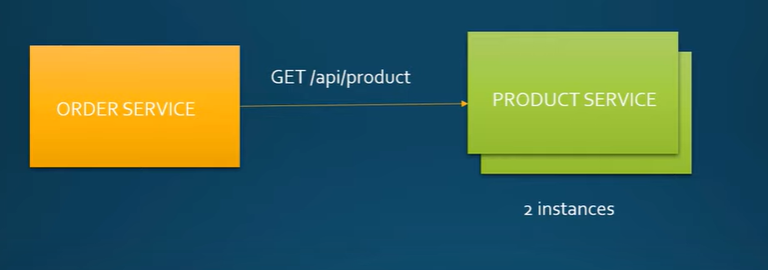 ORDER SERVICE
GET /api/product
PRODUCT SERVICE
2 instances